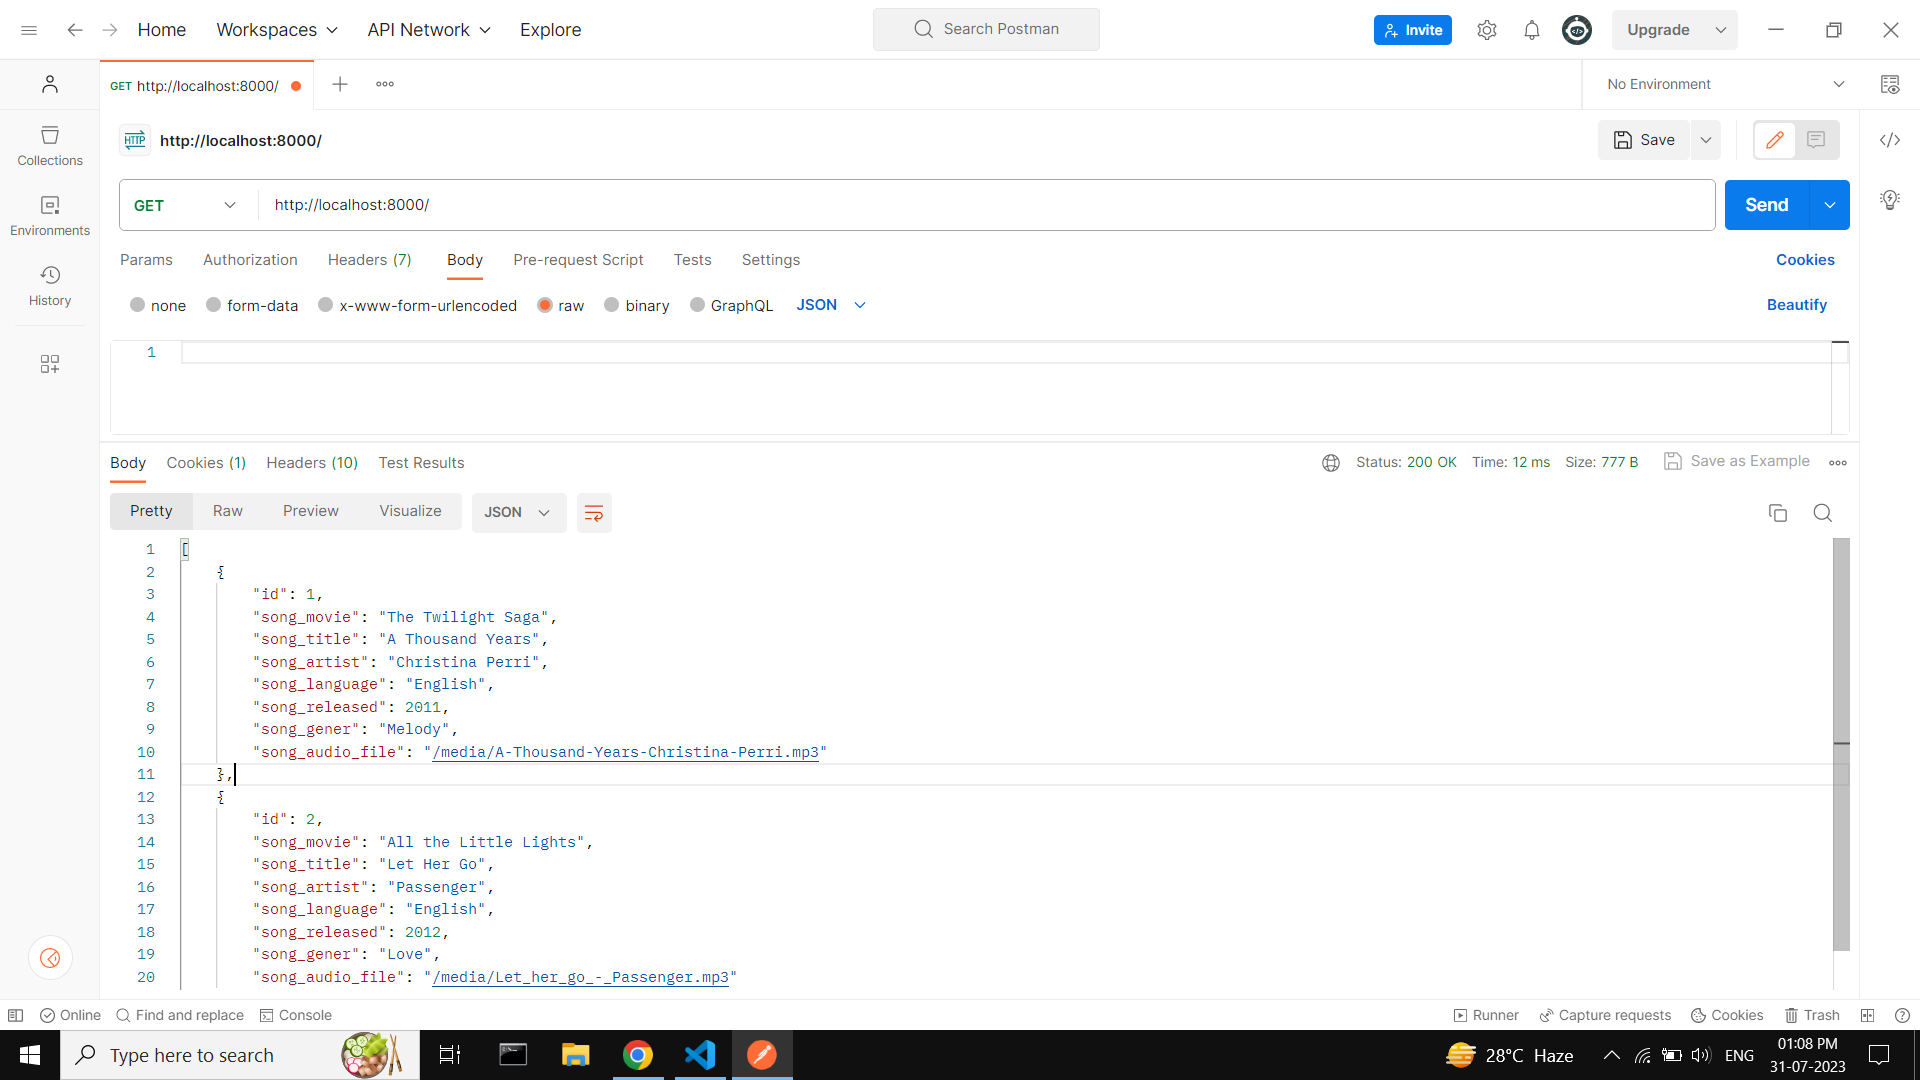 Home Workspaces API Network Explore Search Postman Invite Upgrade
GET http://localhost:8000/ No Environment
HTTP http://localhost:8000/ Save
Collections
GET http://localhost:8000/ Send
Environments
Params Authorization Headers (7) Body Pre-request Script Tests Settings Cookies
History
none form-data x-www-form-urlencoded raw binary GraphQL JSON Beautify
1
Body Cookies (1) Headers (10) Test Results Status: 200 OK Time: 12 ms Size: 777 B Save as Example
Pretty Raw Preview Visualize JSON
1 [
2 {
3 "id": 1,
4 "song_movie": "The Twilight Saga",
5 "song_title": "A Thousand Years",
6 "song_artist": "Christina Perri",
7 "song_language": "English",
8 "song_released": 2011,
9 "song_gener": "Melody",
10 "song_audio_file": "/media/A-Thousand-Years-Christina-Perri.mp3"
11 },
12 {
13 "id": 2,
14 "song_movie": "All the Little Lights",
15 "song_title": "Let Her Go",
16 "song_artist": "Passenger",
17 "song_language": "English",
18 "song_released": 2012,
19 "song_gener": "Love",
20 "song_audio_file": "/media/Let_her_go_-_Passenger.mp3"
Online Find and replace Console Runner Capture requests Cookies Trash
Type here to search 28°C Haze ENG 01:08 PM
31-07-2023